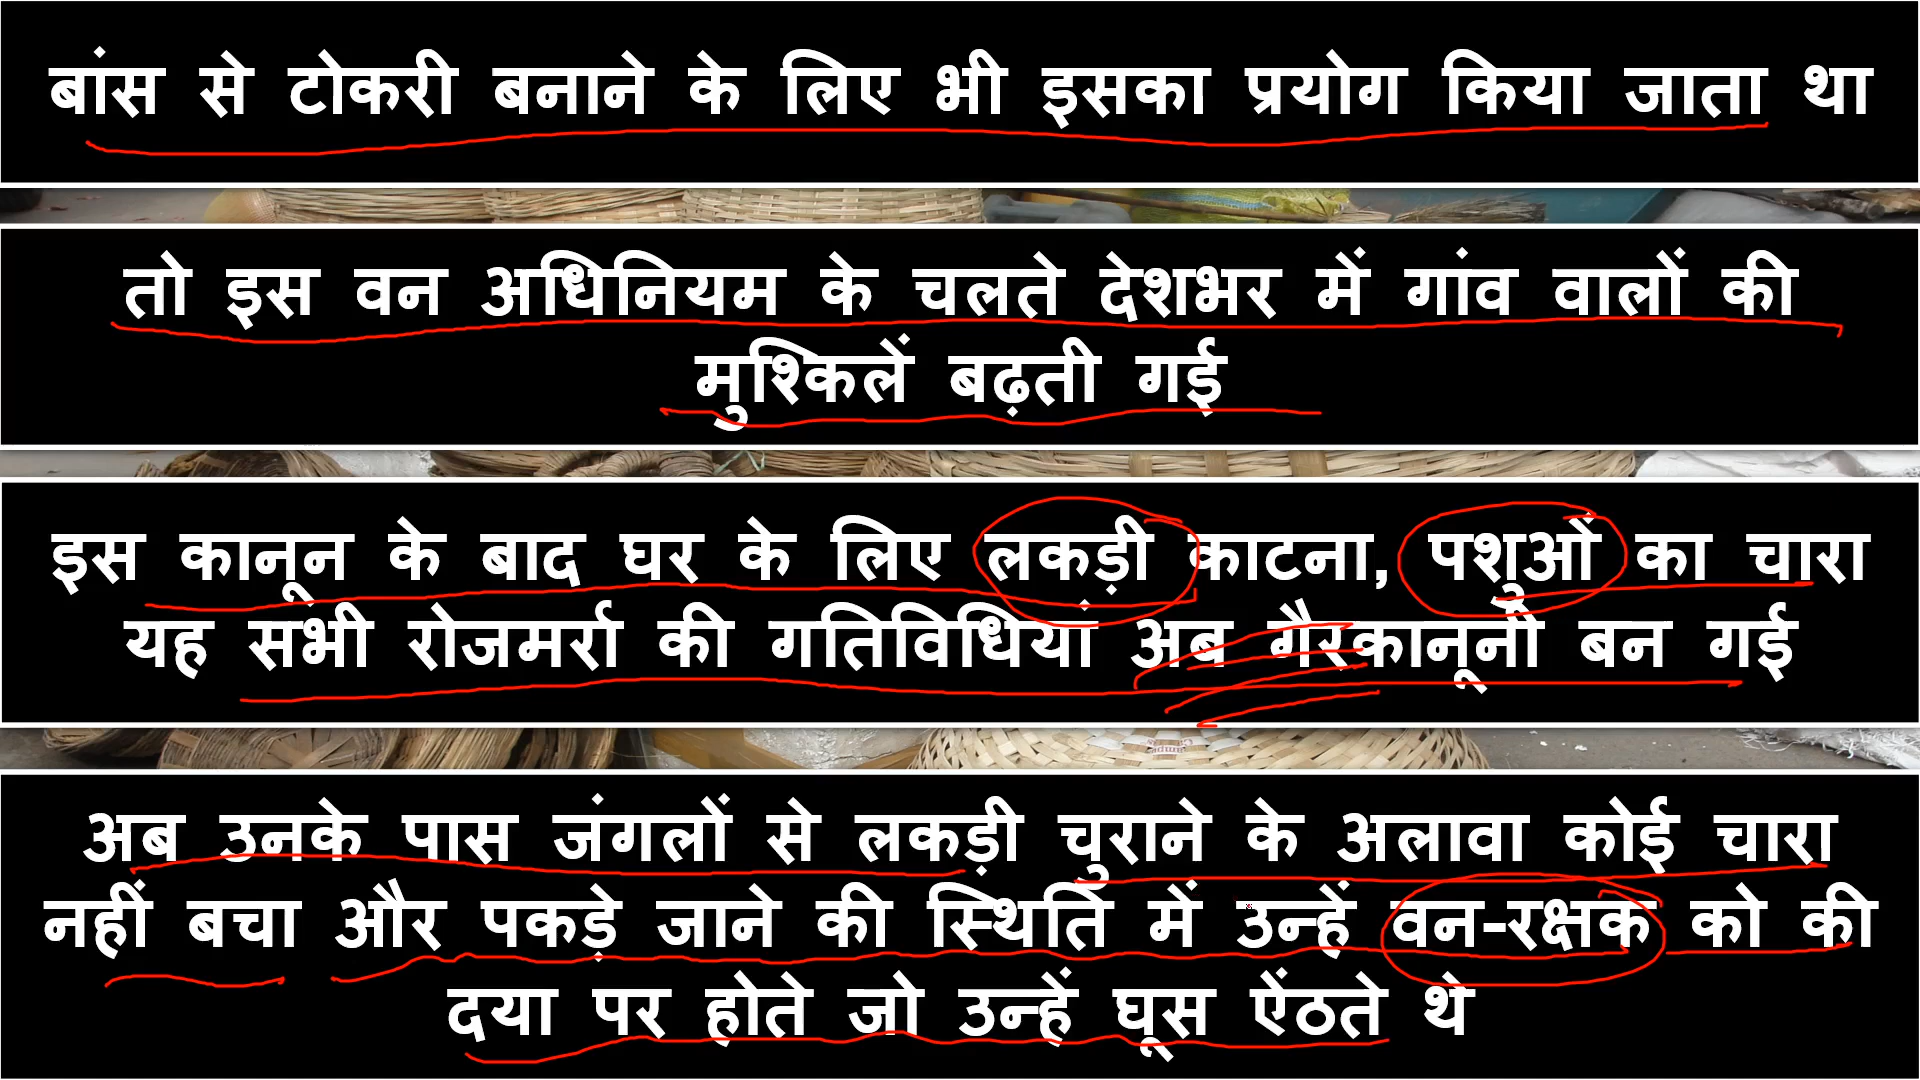 बांस से टोकरी बनाने के लिए भी इसका प्रयोग किया जाता था
तो इस वन अधिनियम के चलते देशभर में गांव वालों की
मुश्किलें बढ़ती गई
इस कानून के बाद घर के लिए लकड़ी काटना, पशुओं का चारा
यह सभी रोजमर्रा की गतिविधियां अब गैरकानूनी बन गई
अब उनके पास जंगलों से लकड़ी चुराने के अलावा कोई चारा
नहीं बचा और पकड़े जाने की स्थिति में उन्हें वन-रक्षक को की
दया पर होते जो उन्हें घूस ऐंठते थे